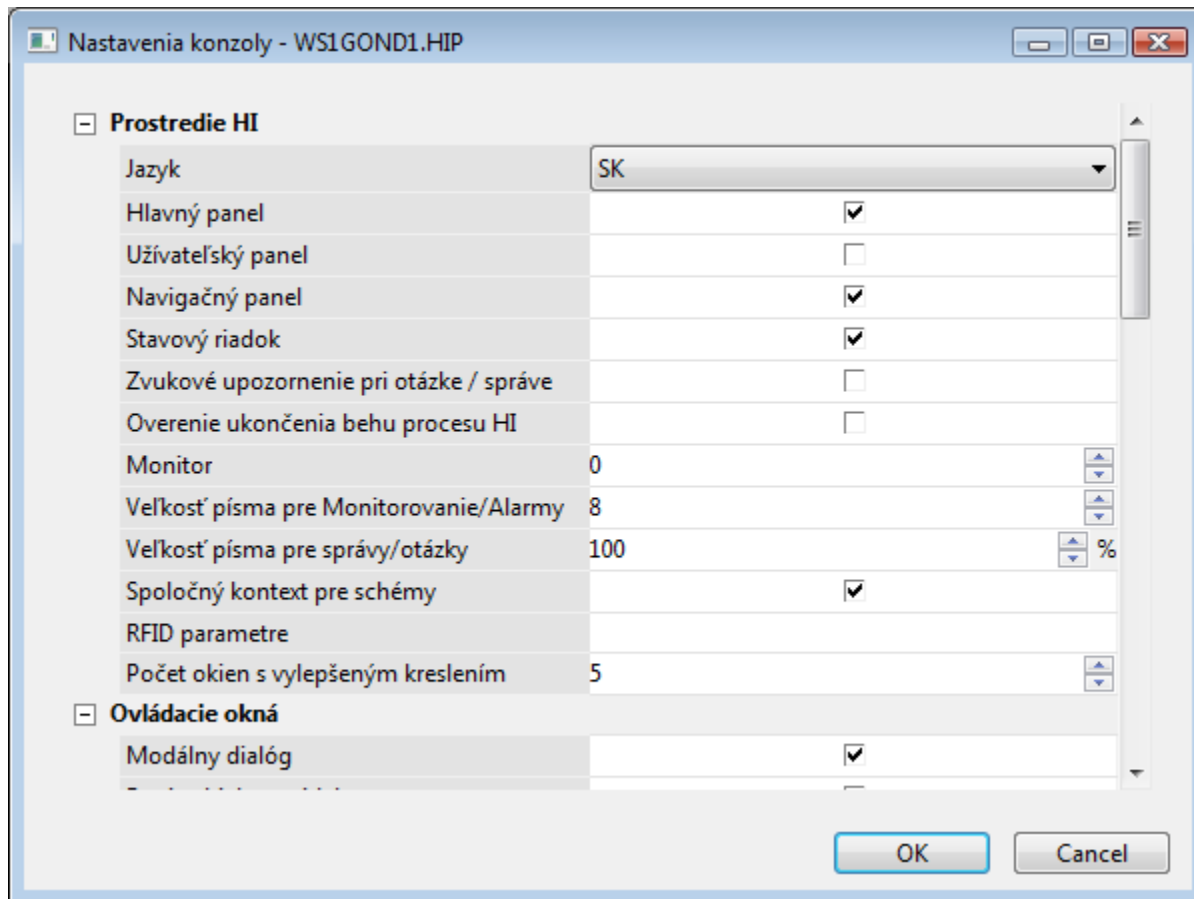 Nastavenia konzoly - WS1GOND1.HIP
Prostredie HI
Jazyk SK
Hlavný panel
Užívateľský panel
Navigačný panel
Stavový riadok
Zvukové upozornenie pri otázke / správe
Overenie ukončenia behu procesu HI
Monitor 0
Veľkosť písma pre Monitorovanie/Alarmy 8
Veľkosť písma pre správy/otázky 100 %
Spoločný kontext pre schémy
RFID parametre
Počet okien s vylepšeným kreslením 5
Ovládacie okná
Modálny dialóg
OK Cancel